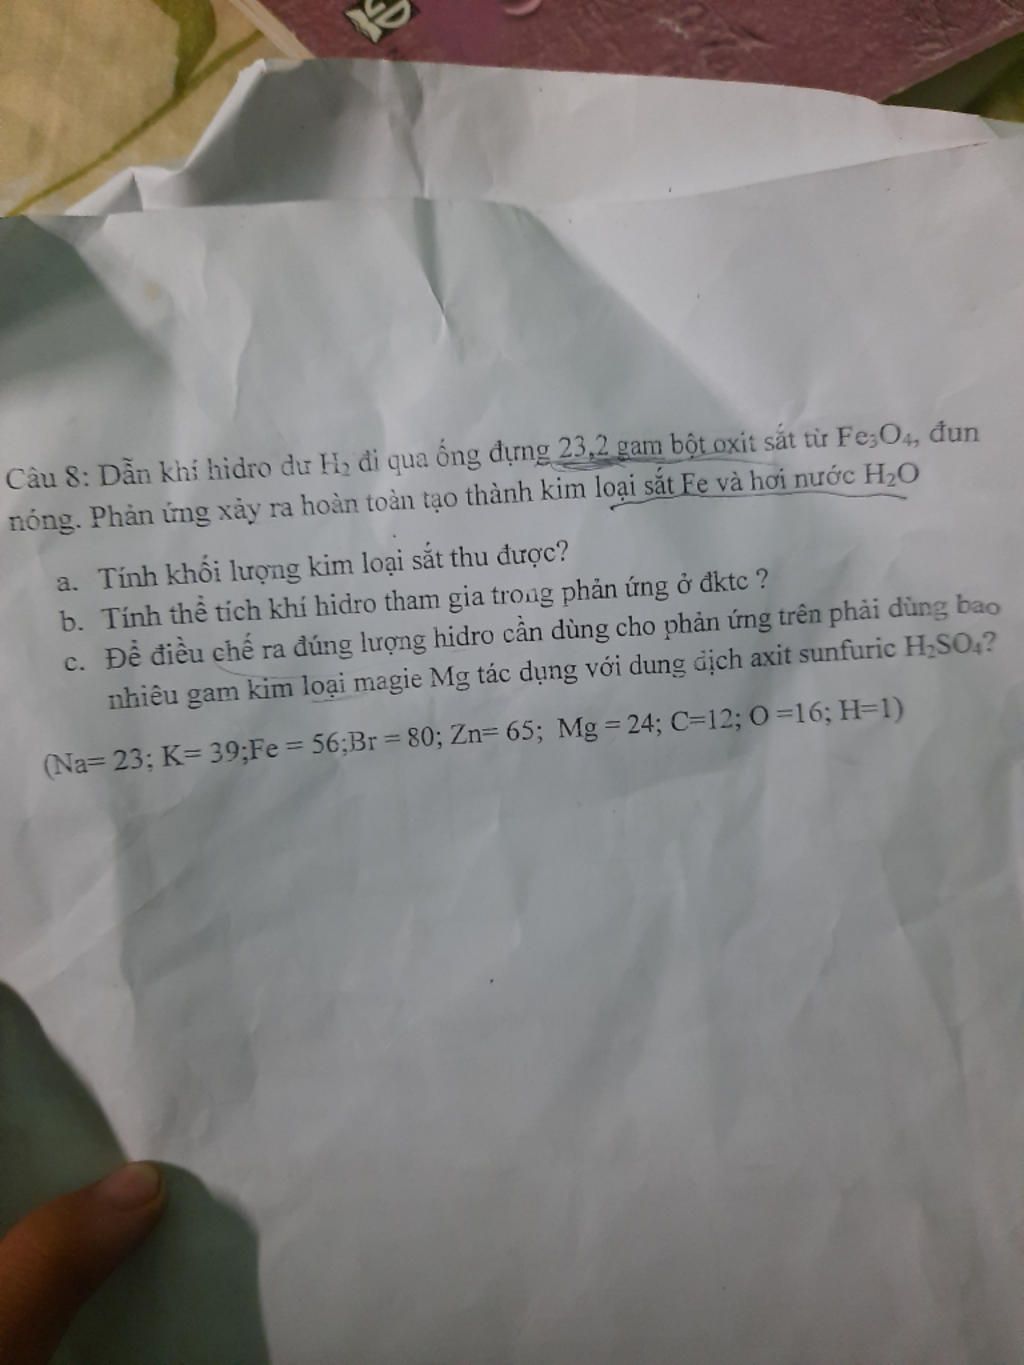 Câu 8: Dẫn khí hidro dư H₂ đi qua ống đựng 23,2 gam bột oxit sắt từ Fe₃O₄, đun
nóng. Phản ứng xảy ra hoàn toàn tạo thành kim loại sắt Fe và hơi nước H₂O
a. Tính khối lượng kim loại sắt thu được?
b. Tính thể tích khí hidro tham gia trong phản ứng ở đktc ?
c. Để điều chế ra đúng lượng hidro cần dùng cho phản ứng trên phải dùng bao
nhiêu gam kim loại magie Mg tác dụng với dung dịch axit sunfuric H₂SO₄?
(Na= 23; K= 39;Fe = 56;Br = 80; Zn= 65; Mg = 24; C=12; O =16; H=1)